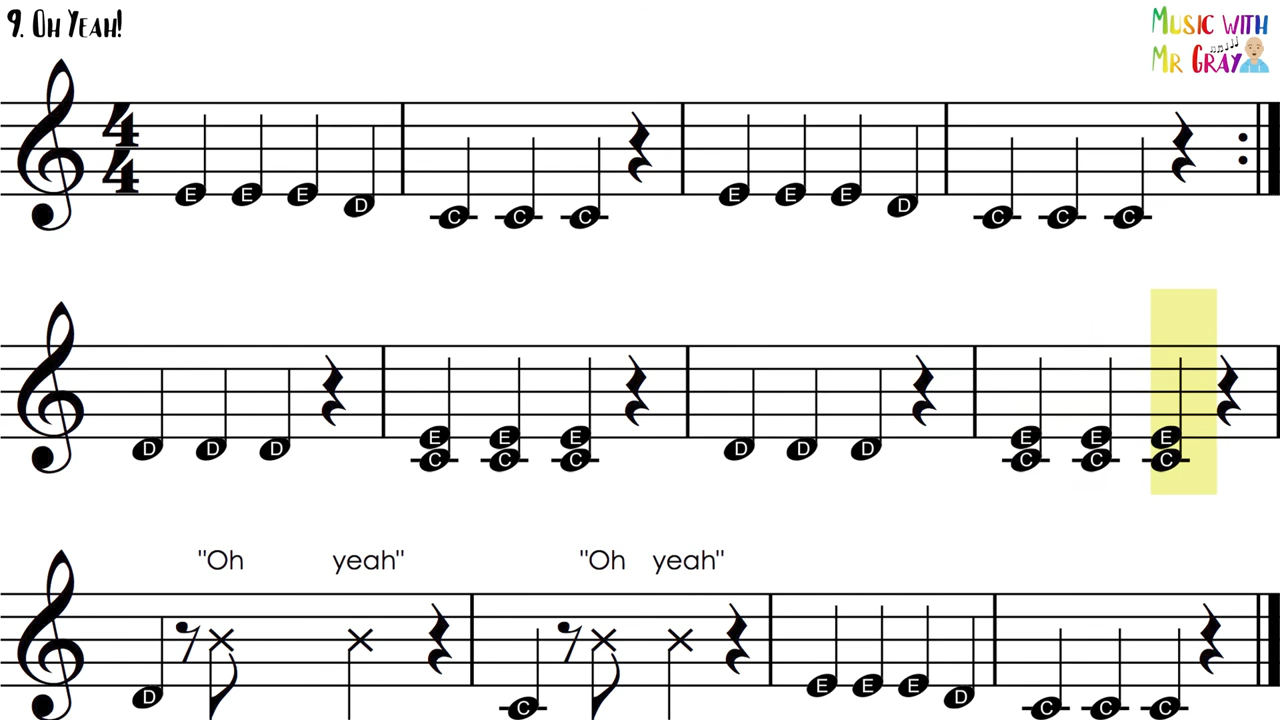 9. Oh Yeah!
Music with
Mr Gray
4
4
E E E D C C C E E E D C C C
D D D E E E D D D E E E
C C C C C C
"Oh yeah" "Oh yeah"
D C E E E D C C C